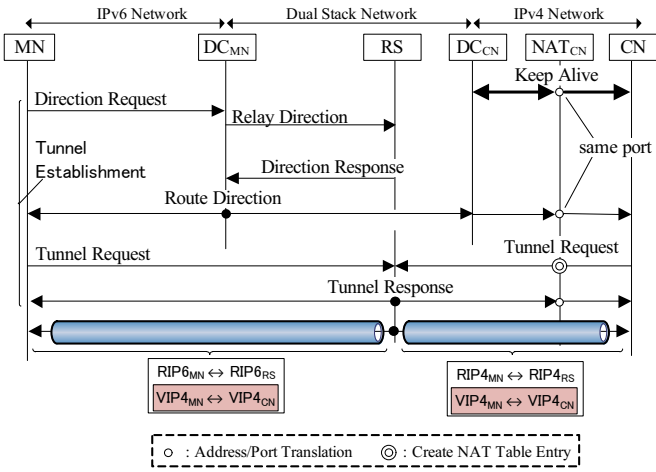 IPv6 Network Dual Stack Network IPv4 Network
MN DCMN RS DCCN NATCN CN
Keep Alive
Direction Request
Relay Direction
Tunnel
Establishment
same port
Direction Response
Route Direction
Tunnel Request Tunnel Request
Tunnel Response
RIP6MN ↔ RIP6RS RIP4MN ↔ RIP4RS
VIP4MN ↔ VIP4CN VIP4MN ↔ VIP4CN
: Address/Port Translation : Create NAT Table Entry